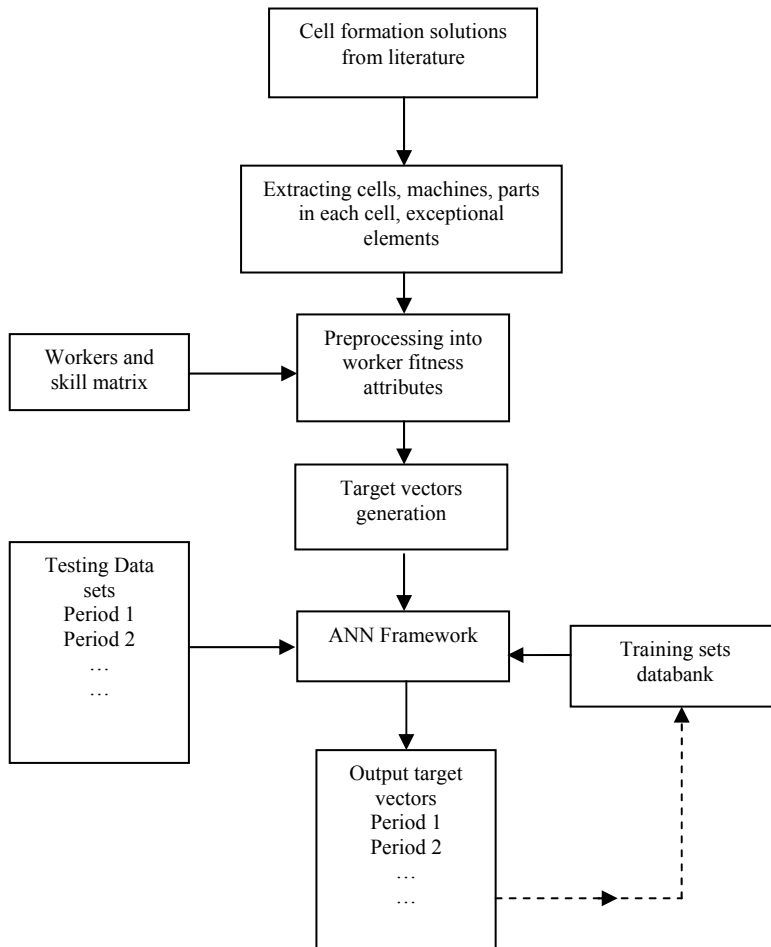 Cell formation solutions
from literature
Extracting cells, machines, parts
in each cell, exceptional
elements
Workers and
skill matrix
Preprocessing into
worker fitness
attributes
Target vectors
generation
Testing Data
sets
Period 1
Period 2
…
…
ANN Framework
Training sets
databank
Output target
vectors
Period 1
Period 2
…
…